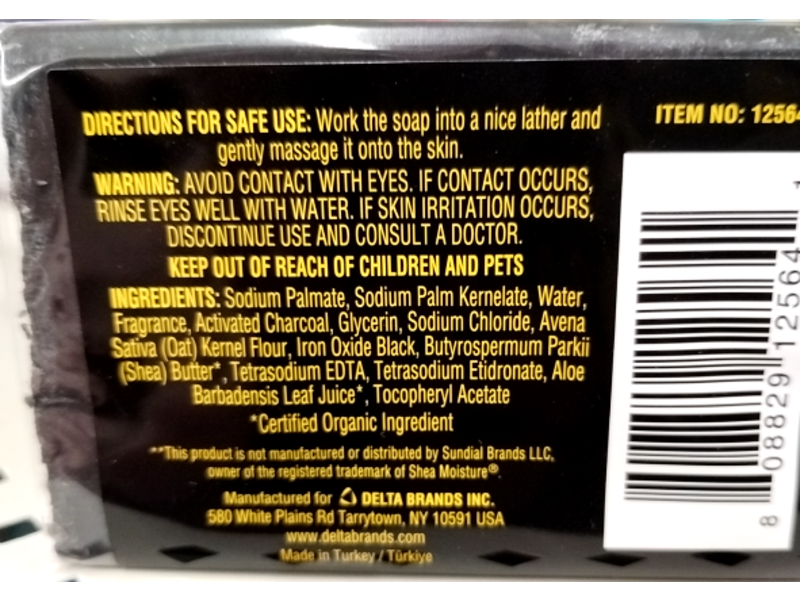 DIRECTIONS FOR SAFE USE: Work the soap into a nice lather and
gently massage it onto the skin.
WARNING: AVOID CONTACT WITH EYES. IF CONTACT OCCURS,
RINSE EYES WELL WITH WATER. IF SKIN IRRITATION OCCURS,
DISCONTINUE USE AND CONSULT A DOCTOR.
KEEP OUT OF REACH OF CHILDREN AND PETS
INGREDIENTS: Sodium Palmate, Sodium Palm Kernelate, Water,
Fragrance, Activated Charcoal, Glycerin, Sodium Chloride, Avena
Sativa (Oat) Kernel Flour, Iron Oxide Black, Butyrospermum Parkii
(Shea) Butter*, Tetrasodium EDTA, Tetrasodium Etidronate, Aloe
Barbadensis Leaf Juice*, Tocopheryl Acetate
*Certified Organic Ingredient
**This product is not manufactured or distributed by Sundial Brands LLC,
owner of the registered trademark of Shea Moisture®.
Manufactured for DELTA BRANDS INC.
580 White Plains Rd Tarrytown, NY 10591 USA
www.deltabrands.com
Made in Turkey / Türkiye
ITEM NO: 12564
8 08829 12564 1